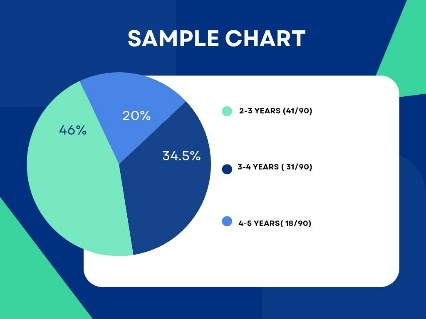 SAMPLE CHART
20%
46%
34.5%
2-3 YEARS (41/90)
3-4 YEARS ( 31/90)
4-5 YEARS( 18/90)